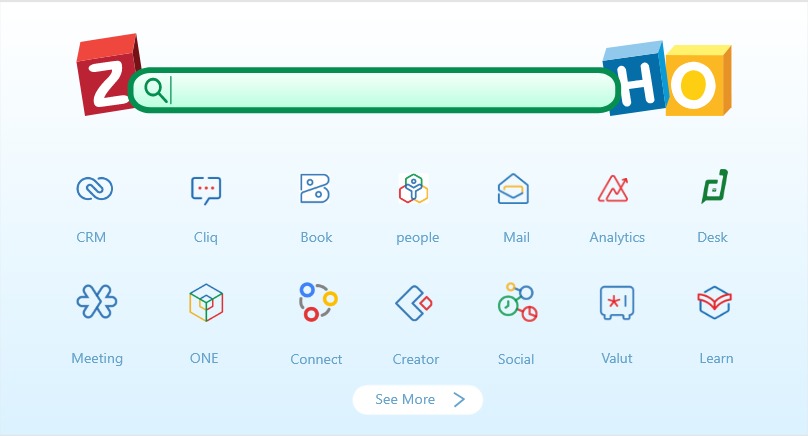 Z HO
CRM Cliq Book people Mail Analytics Desk
Meeting ONE Connect Creator Social Valut Learn
See More